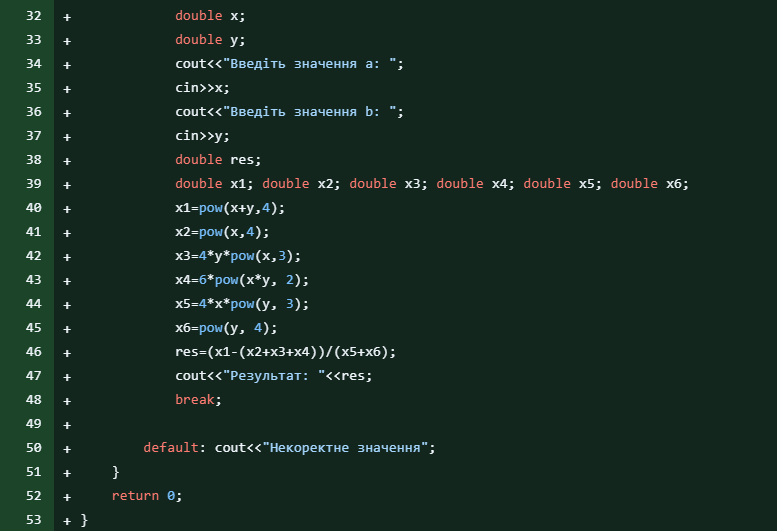 32 + double x;
33 + double y;
34 + cout<<"Введіть значення a: ";
35 + cin>>x;
36 + cout<<"Введіть значення b: ";
37 + cin>>y;
38 + double res;
39 + double x1; double x2; double x3; double x4; double x5; double x6;
40 + x1=pow(x+y,4);
41 + x2=pow(x,4);
42 + x3=4*y*pow(x,3);
43 + x4=6*pow(x*y, 2);
44 + x5=4*x*pow(y, 3);
45 + x6=pow(y, 4);
46 + res=(x1-(x2+x3+x4))/(x5+x6);
47 + cout<<"Результат: "<<res;
48 + break;
49 +
50 + default: cout<<"Некоректне значення";
51 + }
52 + return 0;
53 + }